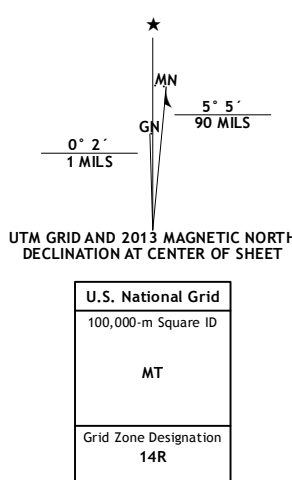 ★
MN
GN
5° 5´
90 MILS
0° 2´
1 MILS
UTM GRID AND 2013 MAGNETIC NORTH
DECLINATION AT CENTER OF SHEET
U.S. National Grid
100,000-m Square ID
MT
Grid Zone Designation
14R